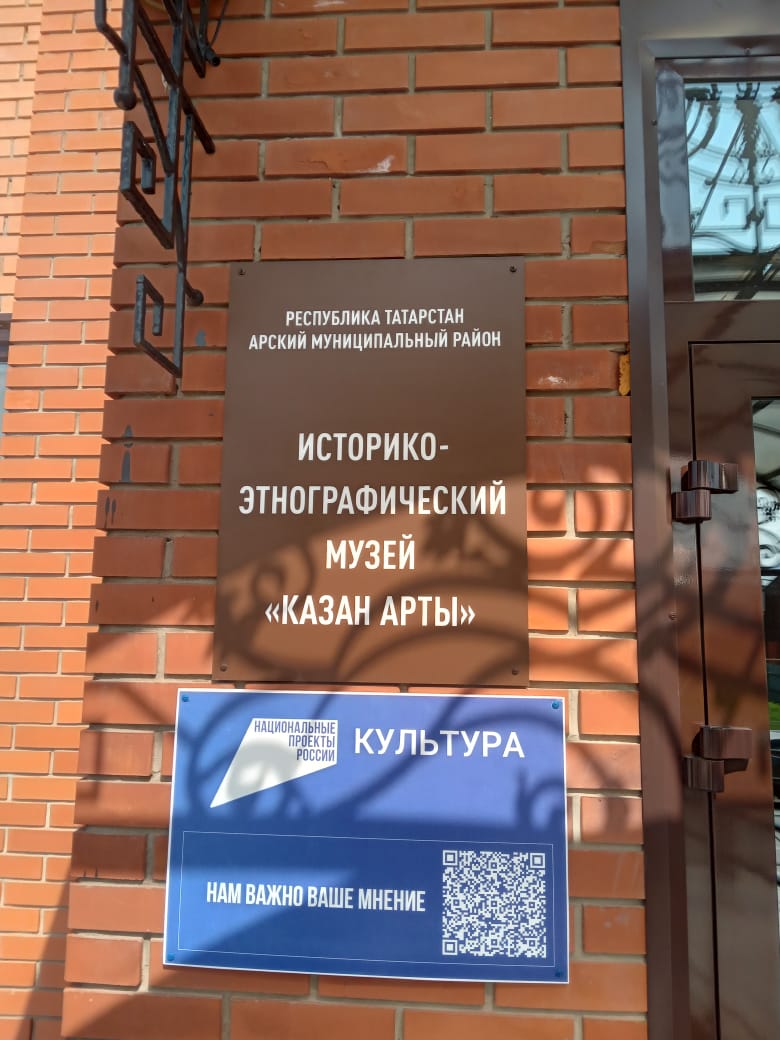 РЕСПУБЛИКА ТАТАРСТАН
АРСКИЙ МУНИЦИПАЛЬНЫЙ РАЙОН
ИСТОРИКО-
ЭТНОГРАФИЧЕСКИЙ
МУЗЕЙ
«КАЗАН АРТЫ»
НАЦИОНАЛЬНЫЕ
ПРОЕКТЫ
РОССИИ
КУЛЬТУРА
НАМ ВАЖНО ВАШЕ МНЕНИЕ